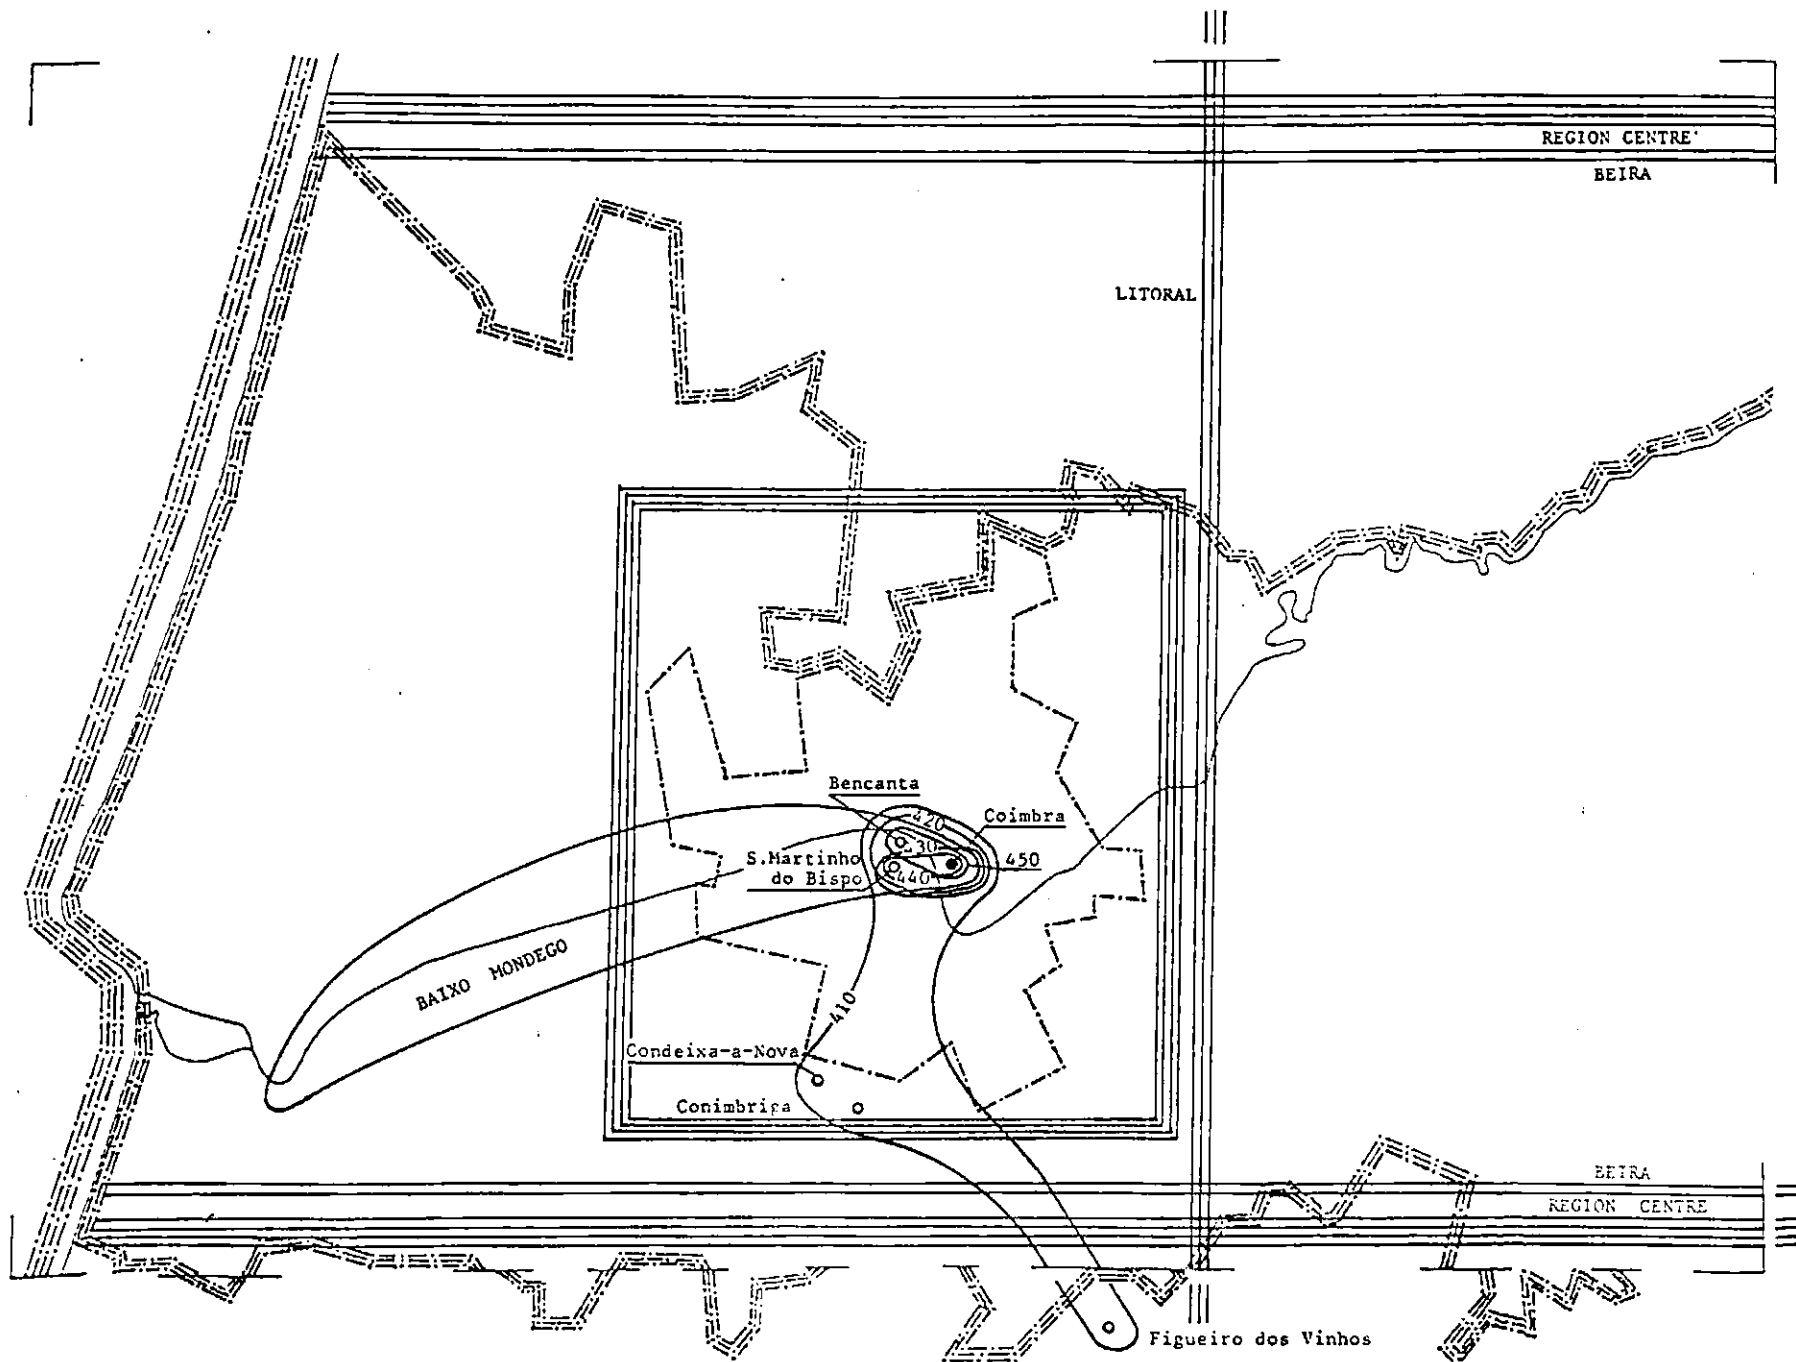 REGION CENTRE
BEIRA
LITORAL
Bencanta
420
Coimbra
430
S.Martinho
do Bispo
450
440
BAIXO MONDEGO
410
Condeixa-a-Nova
Conimbriga
BEIRA
REGION CENTRE
Figueiro dos Vinhos